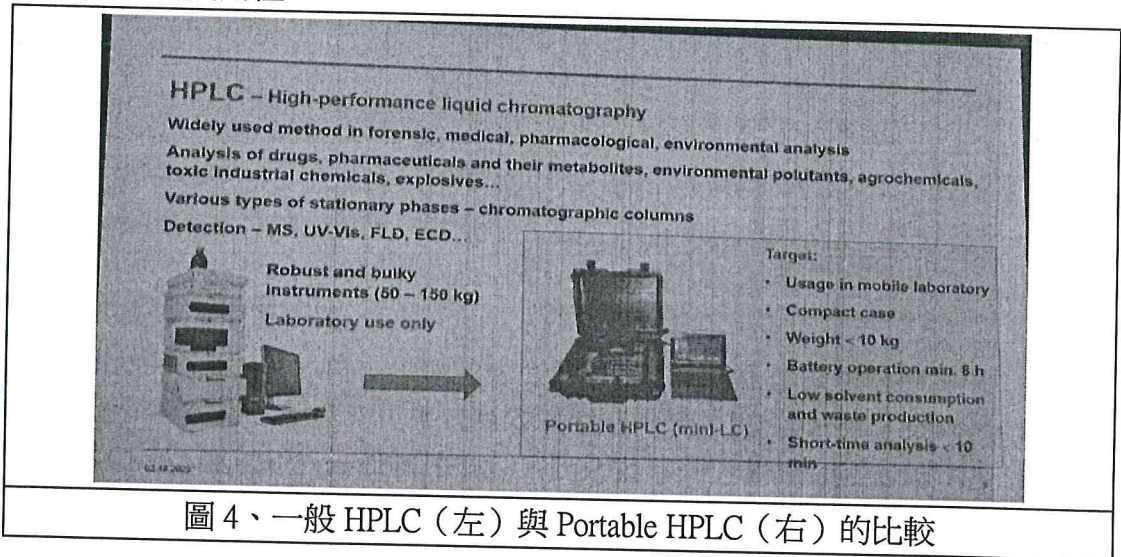 HPLC – High-performance liquid chromatography
Widely used method in forensic, medical, pharmacological, environmental analysis
Analysis of drugs, pharmaceuticals and their metabolites, environmental polutants, agrochemicals,
toxic industrial chemicals, explosives...
Various types of stationary phases – chromatographic columns
Detection – MS, UV-Vis, FLD, ECD...
Robust and bulky
instruments (50 – 150 kg)
Laboratory use only
Portable HPLC (mini-LC)
Target:
• Usage in mobile laboratory
• Compact case
• Weight < 10 kg
• Battery operation min. 8 h
• Low solvent consumption
and waste production
• Short-time analysis < 10
min
圖 4、一般 HPLC（左）與 Portable HPLC（右）的比較